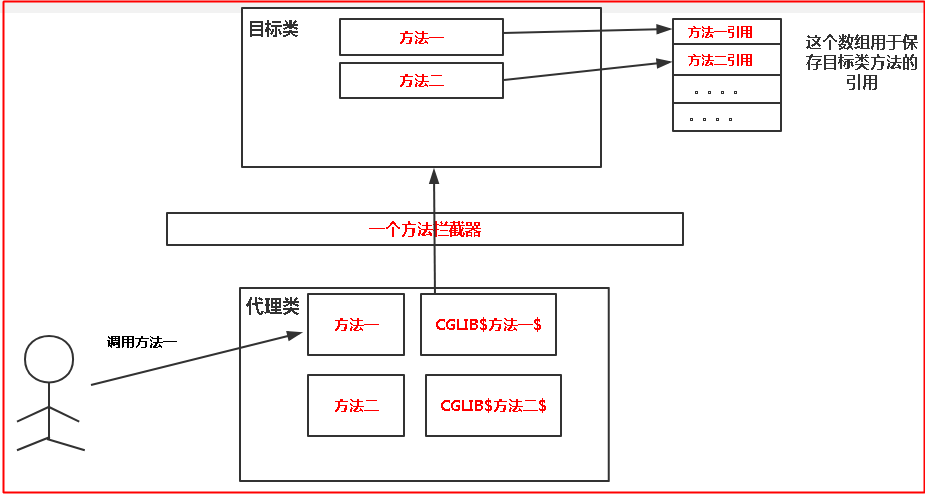 目标类
方法一
方法二
方法一引用
方法二引用
。。。。
。。。。
这个数组用于保
存目标类方法的
引用
一个方法拦截器
代理类
方法一
CGLIB$方法一$
调用方法一
方法二
CGLIB$方法二$